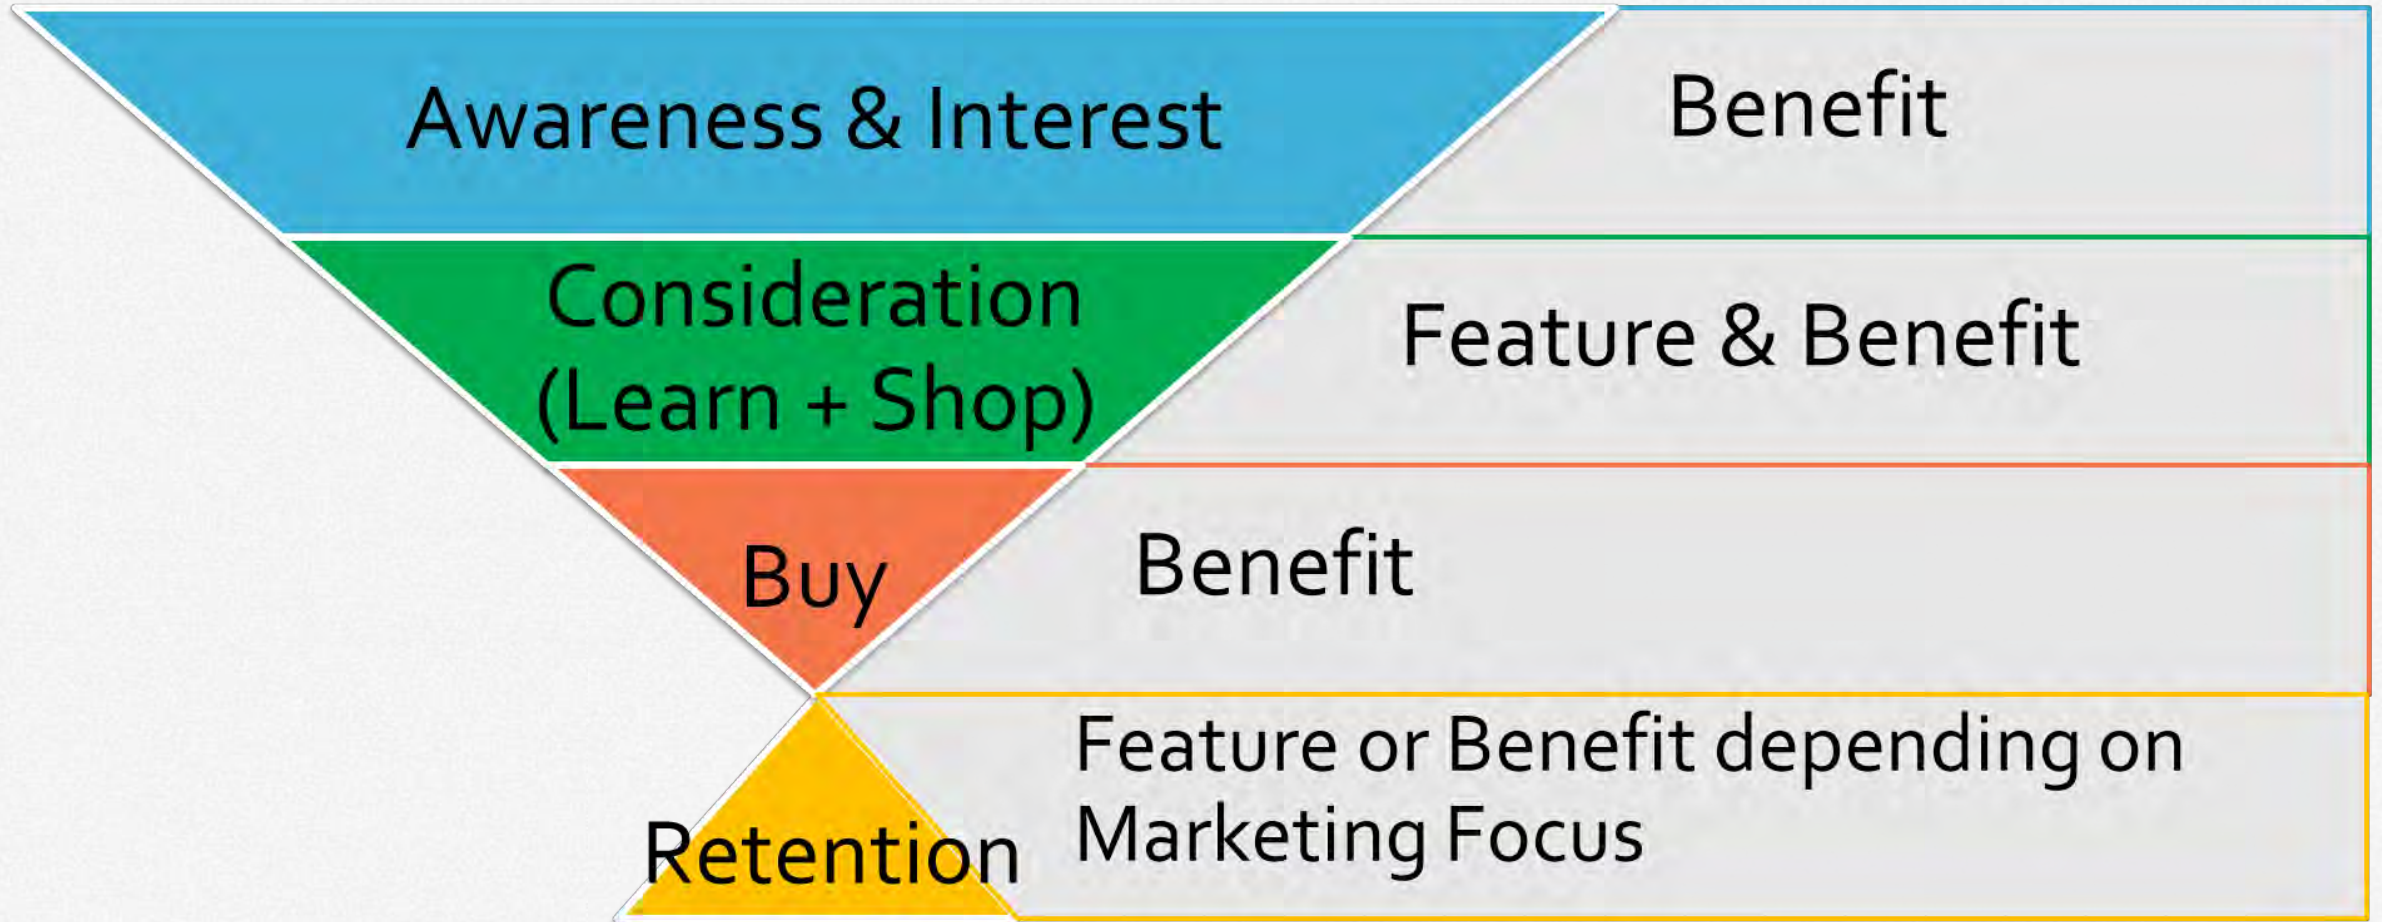 Awareness & Interest
Benefit
Consideration
(Learn + Shop)
Feature & Benefit
Buy
Benefit
Retention
Feature or Benefit depending on
Marketing Focus